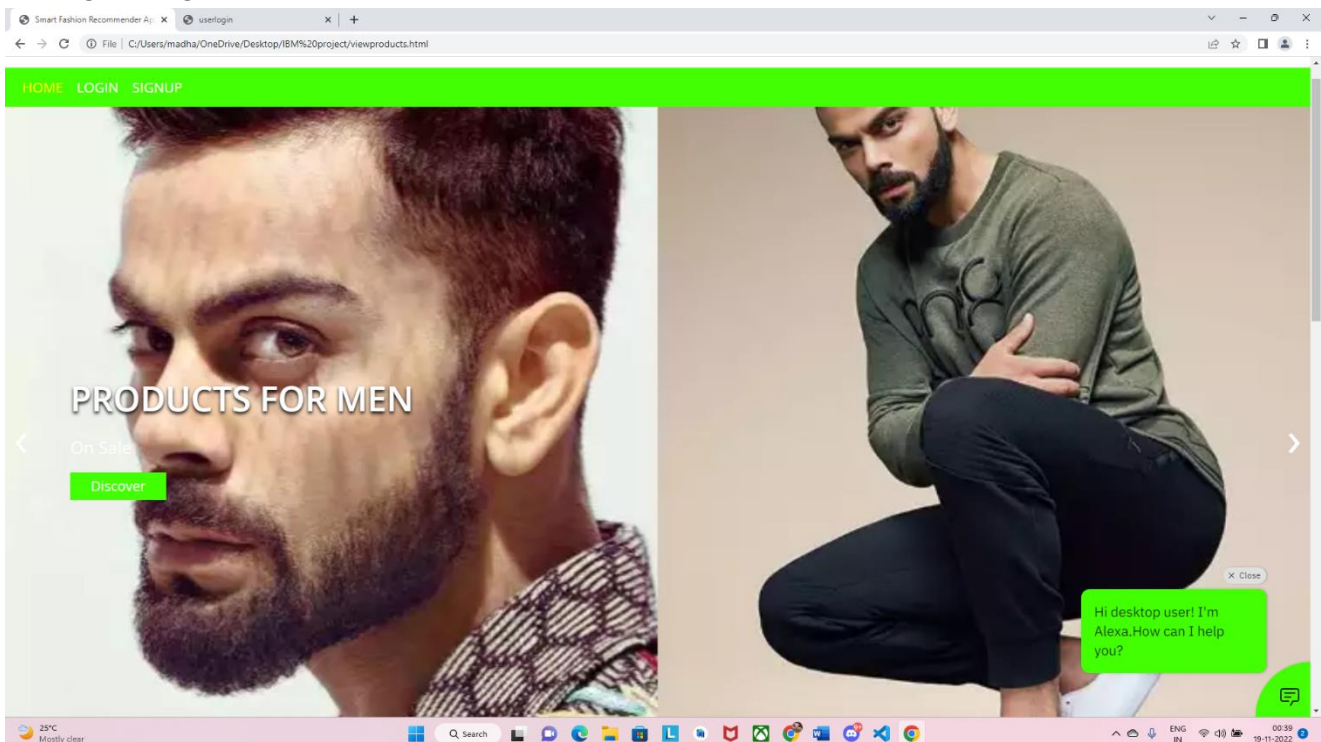 Smart Fashion Recommender Ap
userlogin
File | C:/Users/madha/OneDrive/Desktop/IBM%20project/viewproducts.html
HOME LOGIN SIGNUP
PRODUCTS FOR MEN
On Sale
Discover
× Close
Hi desktop user! I'm
Alexa.How can I help
you?
25°C
Mostly clear
Search
ENG
IN
00:39
19-11-2022
2